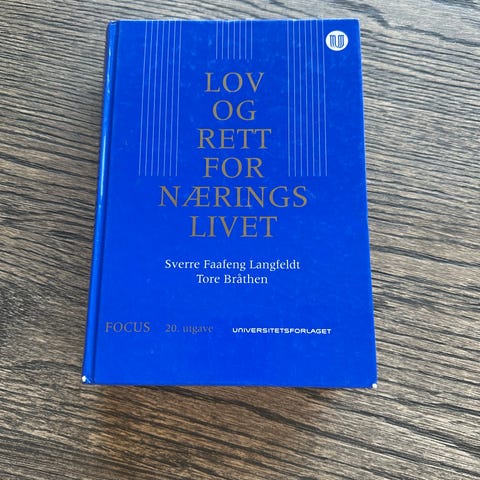 LOV
OG
RETT
FOR
NÆRINGS
LIVET
Sverre Faafeng Langfeldt
Tore Bråthen
FOCUS 20. utgave UNIVERSITETSFORLAGET